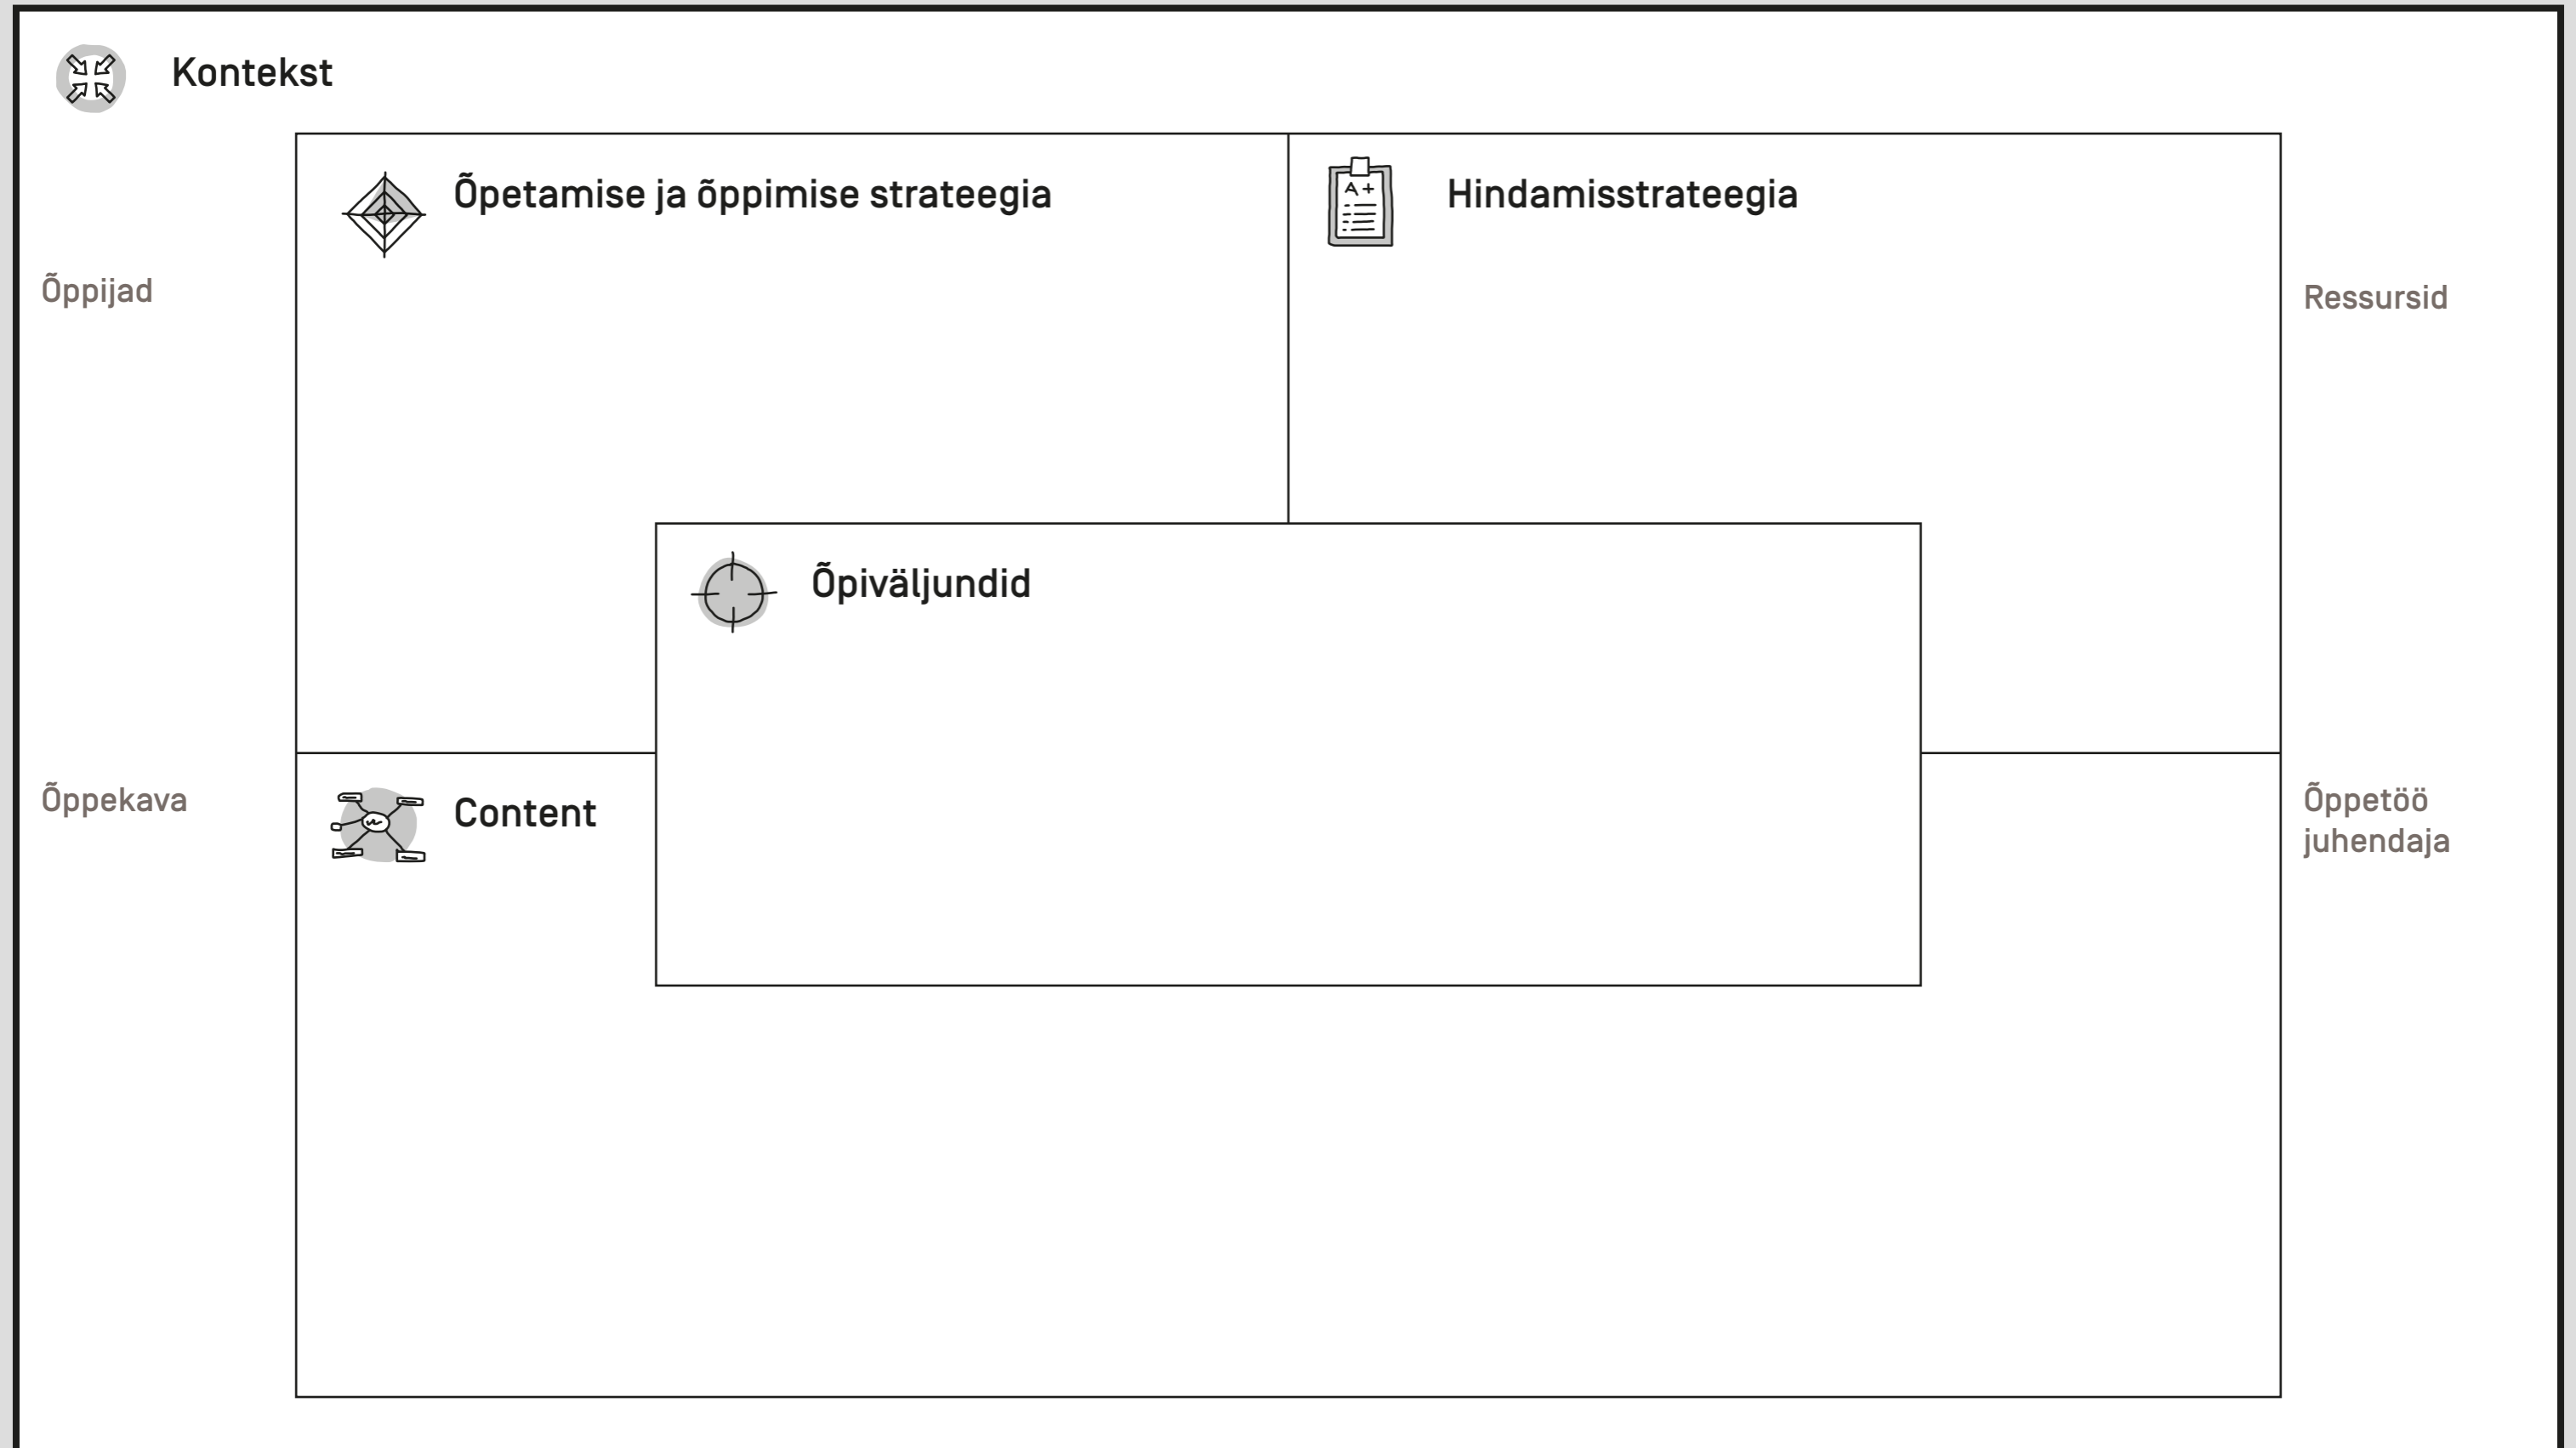 Kontekst
Õpetamise ja õppimise strateegia
Hindamisstrateegia
A+
Õppijad
Ressursid
Õpiväljundid
Õppekava
Content
Õppetöö
juhendaja